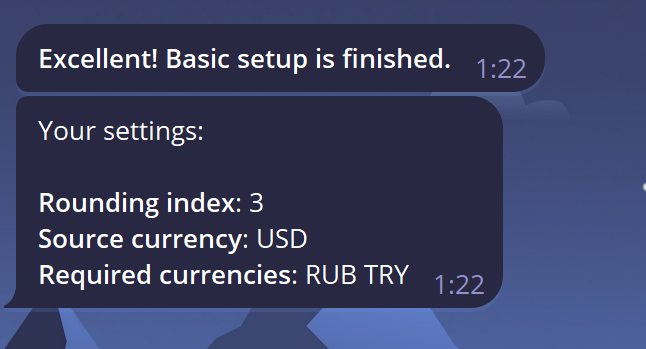 Excellent! Basic setup is finished.
1:22
Your settings:
Rounding index: 3
Source currency: USD
Required currencies: RUB TRY
1:22